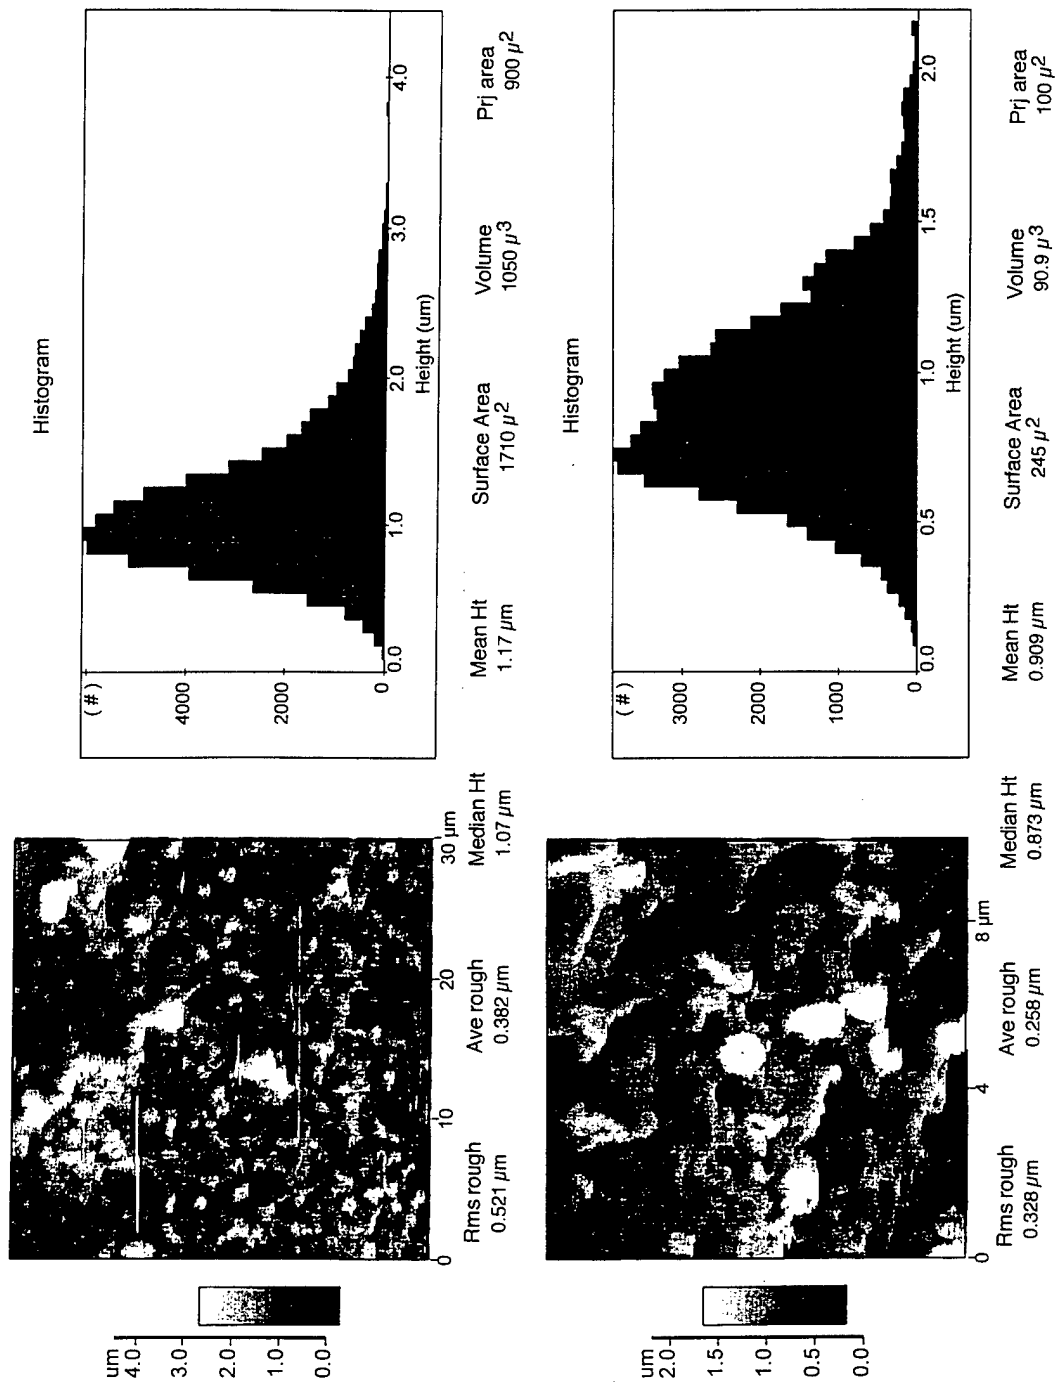 um
4.0
3.0
2.0
1.0
0.0
0
10
20
30 μm
Rms rough
0.521 μm
Ave rough
0.382 μm
Median Ht
1.07 μm
Histogram
( # )
4000
2000
0
0.0
1.0
2.0
3.0
4.0
Height (um)
Mean Ht
1.17 μm
Surface Area
1710 μ2
Volume
1050 μ3
Prj area
900 μ2
um
2.0
1.5
1.0
0.5
0.0
0
4
8 μm
Rms rough
0.328 μm
Ave rough
0.258 μm
Median Ht
0.873 μm
Histogram
( # )
3000
2000
1000
0
0.0
0.5
1.0
1.5
2.0
Height (um)
Mean Ht
0.909 μm
Surface Area
245 μ2
Volume
90.9 μ3
Prj area
100 μ2